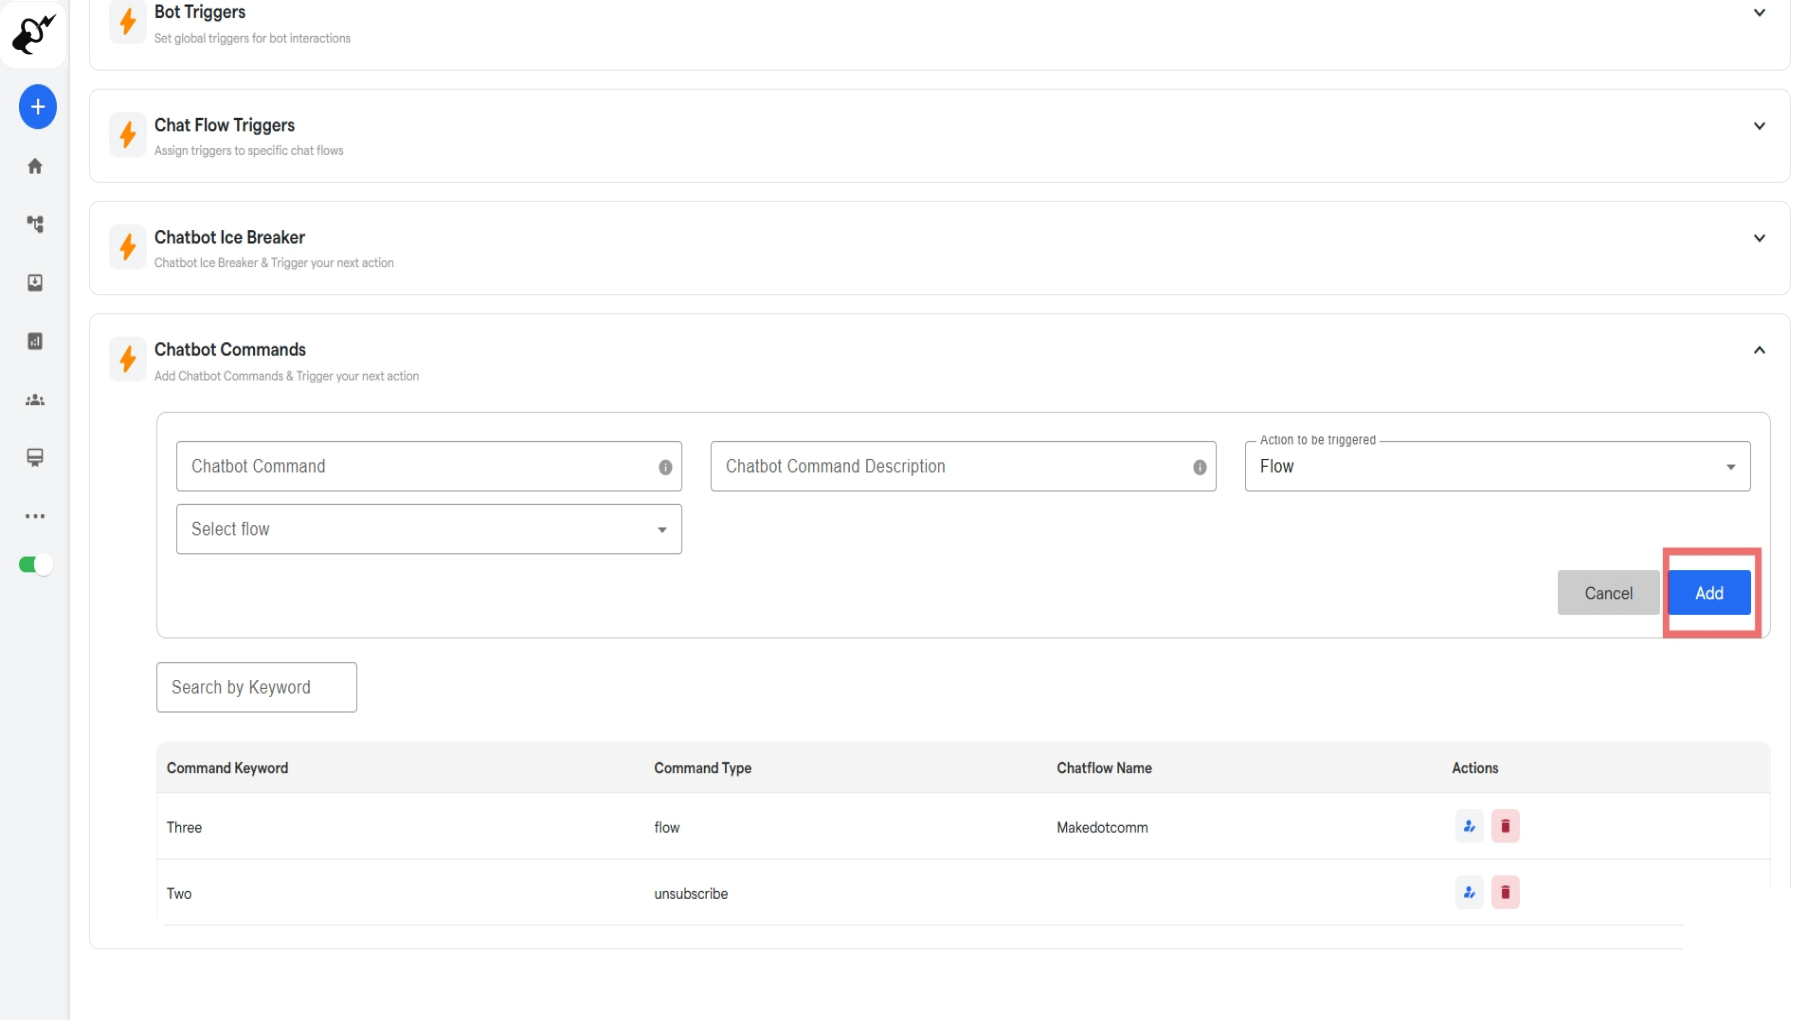 Bot Triggers
Set global triggers for bot interactions
Chat Flow Triggers
Assign triggers to specific chat flows
Chatbot Ice Breaker
Chatbot Ice Breaker & Trigger your next action
Chatbot Commands
Add Chatbot Commands & Trigger your next action
Action to be triggered
Chatbot Command
Chatbot Command Description
Flow
Select flow
Cancel
Add
Search by Keyword
Command Keyword Command Type Chatflow Name Actions
Three flow Makedotcomm
Two unsubscribe